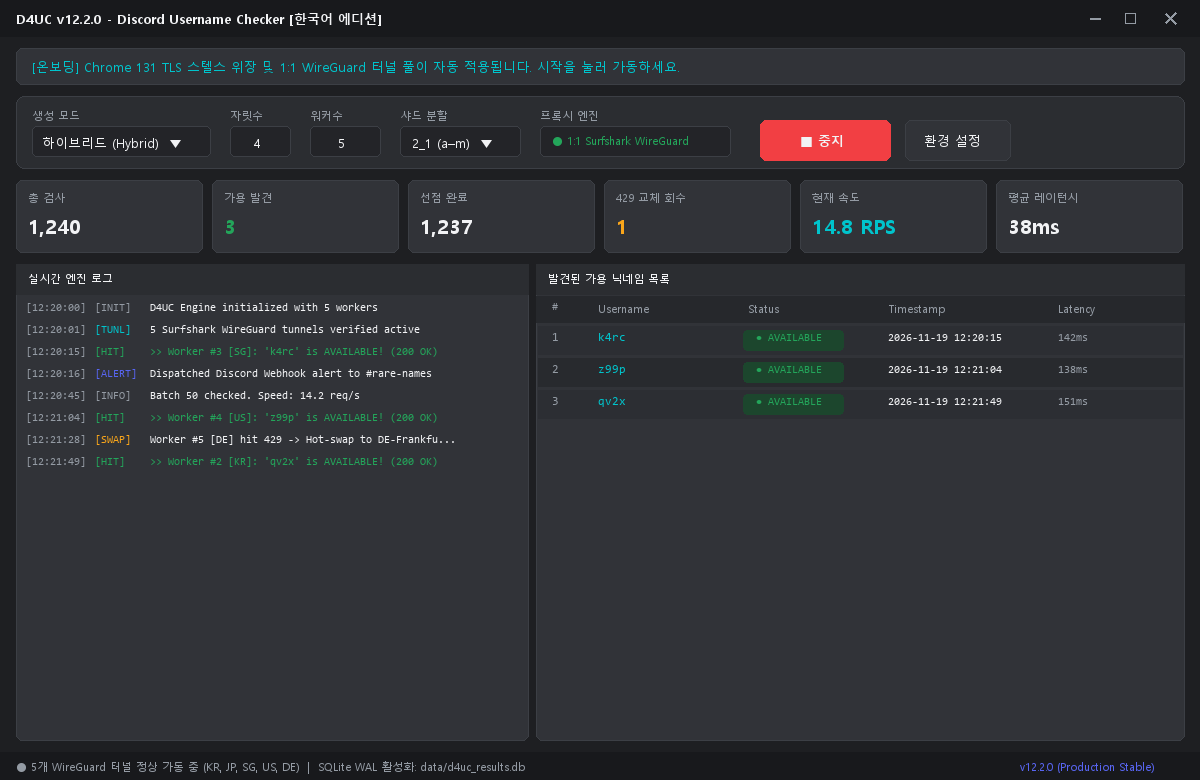 D4UC v12.2.0 - Discord Username Checker [한국어 에디션]
[온보딩] Chrome 131 TLS 스텔스 위장 및 1:1 WireGuard 터널 풀이 자동 적용됩니다. 시작을 눌러 가동하세요.
생성 모드 자릿수 워커수 샤드 분할 프록시 엔진
하이브리드 (Hybrid) ▼ 4 5 2_1 (a–m) ▼ ● 1:1 Surfshark WireGuard ■ 중지 환경 설정
총 검사 가용 발견 선점 완료 429 교체 회수 현재 속도 평균 레이턴시
1,240 3 1,237 1 14.8 RPS 38ms
실시간 엔진 로그
[12:20:00] [INIT] D4UC Engine initialized with 5 workers
[12:20:01] [TUNL] 5 Surfshark WireGuard tunnels verified active
[12:20:15] [HIT] >> Worker #3 [SG]: 'k4rc' is AVAILABLE! (200 OK)
[12:20:16] [ALERT] Dispatched Discord Webhook alert to #rare-names
[12:20:45] [INFO] Batch 50 checked. Speed: 14.2 req/s
[12:21:04] [HIT] >> Worker #4 [US]: 'z99p' is AVAILABLE! (200 OK)
[12:21:28] [SWAP] Worker #5 [DE] hit 429 -> Hot-swap to DE-Frankfu...
[12:21:49] [HIT] >> Worker #2 [KR]: 'qv2x' is AVAILABLE! (200 OK)
발견된 가용 닉네임 목록
# Username Status Timestamp Latency
1 k4rc ● AVAILABLE 2026-11-19 12:20:15 142ms
2 z99p ● AVAILABLE 2026-11-19 12:21:04 138ms
3 qv2x ● AVAILABLE 2026-11-19 12:21:49 151ms
● 5개 WireGuard 터널 정상 가동 중 (KR, JP, SG, US, DE) | SQLite WAL 활성화: data/d4uc_results.db v12.2.0 (Production Stable)